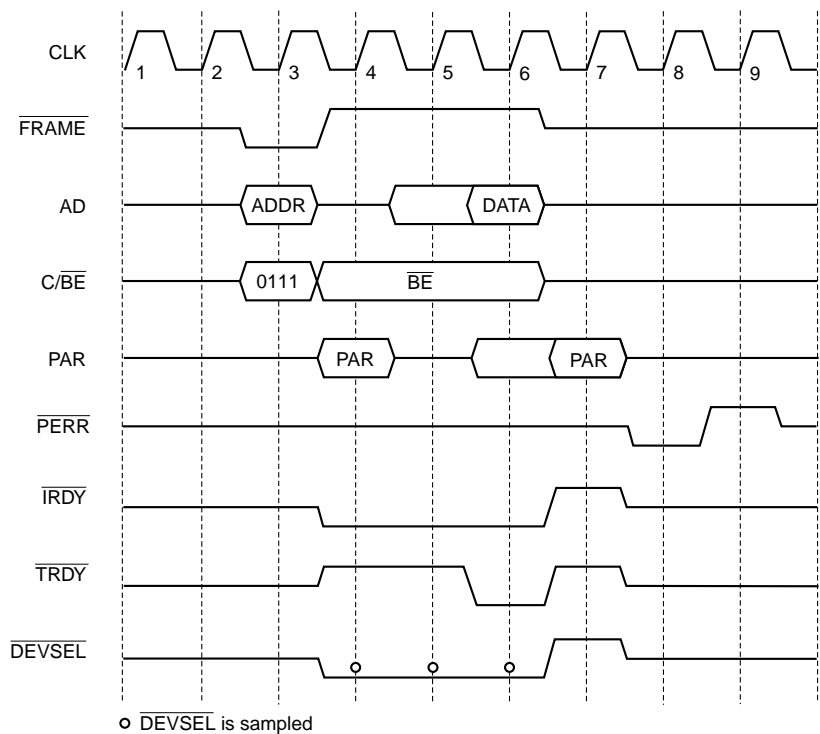 CLK
1 2 3 4 5 6 7 8 9
FRAME
AD
ADDR DATA
C/BE
0111 BE
PAR
PAR PAR
PERR
IRDY
TRDY
DEVSEL
DEVSEL is sampled